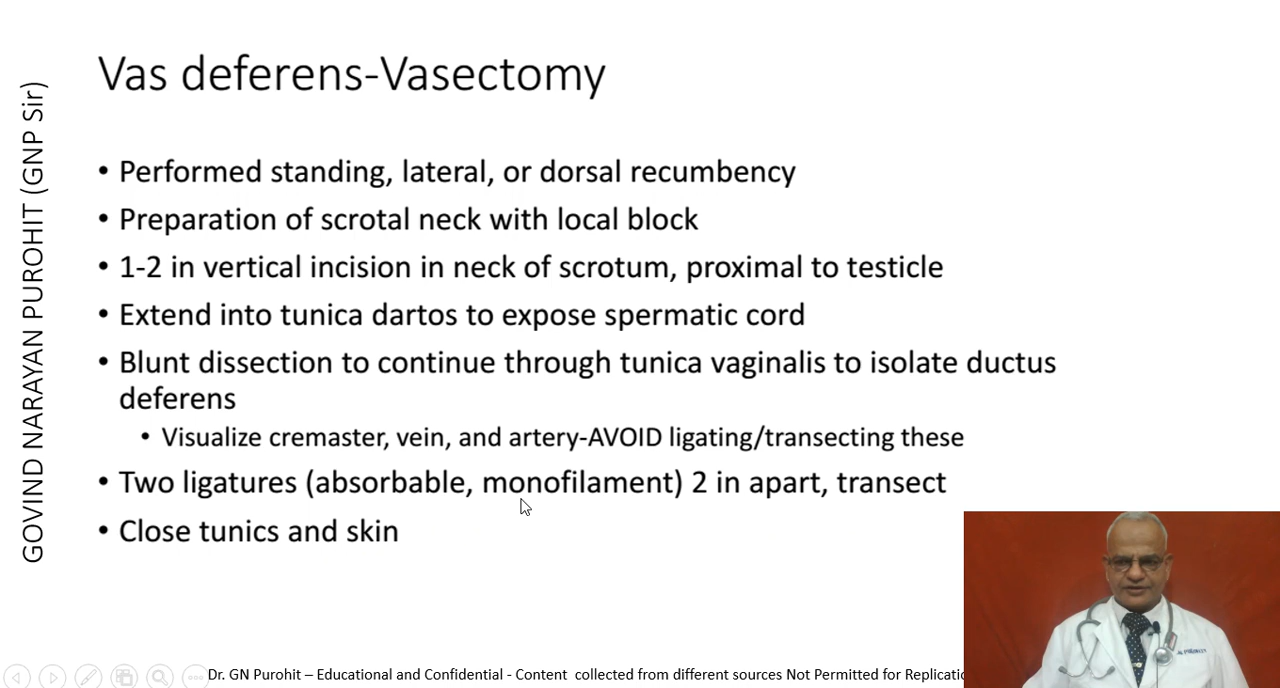 Vas deferens-Vasectomy
GOVIND NARAYAN PUROHIT (GNP Sir)
• Performed standing, lateral, or dorsal recumbency
• Preparation of scrotal neck with local block
• 1-2 in vertical incision in neck of scrotum, proximal to testicle
• Extend into tunica dartos to expose spermatic cord
• Blunt dissection to continue through tunica vaginalis to isolate ductus
deferens
• Visualize cremaster, vein, and artery-AVOID ligating/transecting these
• Two ligatures (absorbable, monofilament) 2 in apart, transect
• Close tunics and skin
Dr. GN Purohit – Educational and Confidential - Content collected from different sources Not Permitted for Replicatio